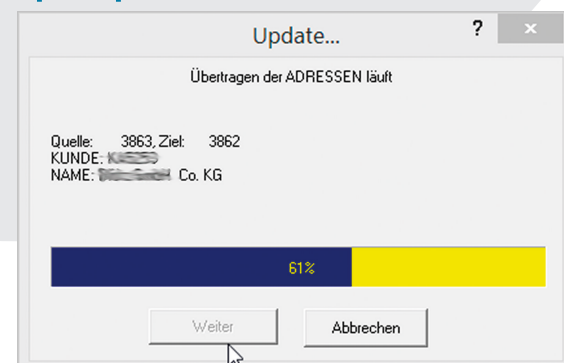 Update...
?
Übertragen der ADRESSEN läuft
Quelle: 3863, Ziel: 3862
KUNDE:
NAME: Co. KG
61%
Weiter
Abbrechen